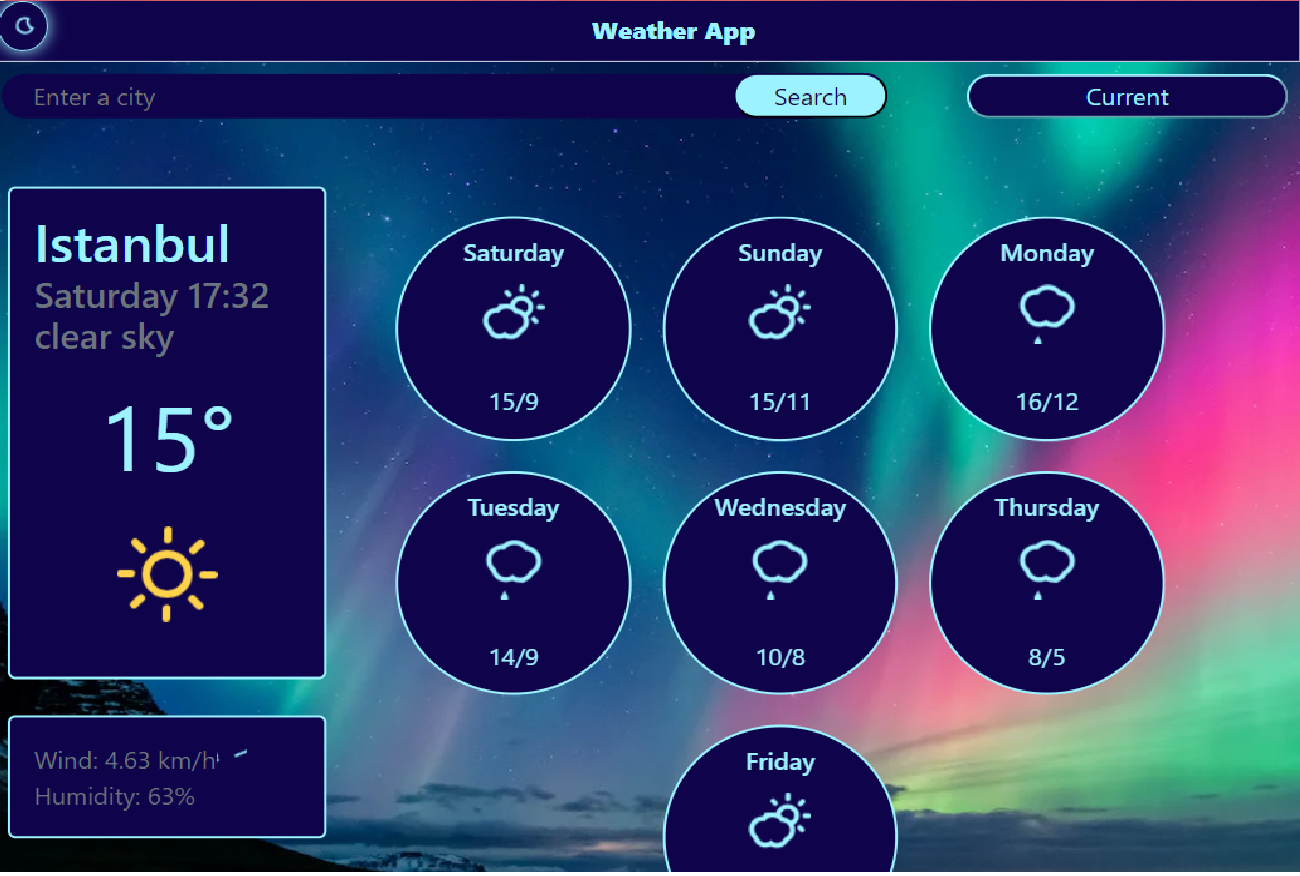 Weather App
Enter a city
Search
Current
Istanbul
Saturday 17:32
clear sky
15°
Wind: 4.63 km/h
Humidity: 63%
Saturday
15/9
Sunday
15/11
Monday
16/12
Tuesday
14/9
Wednesday
10/8
Thursday
8/5
Friday